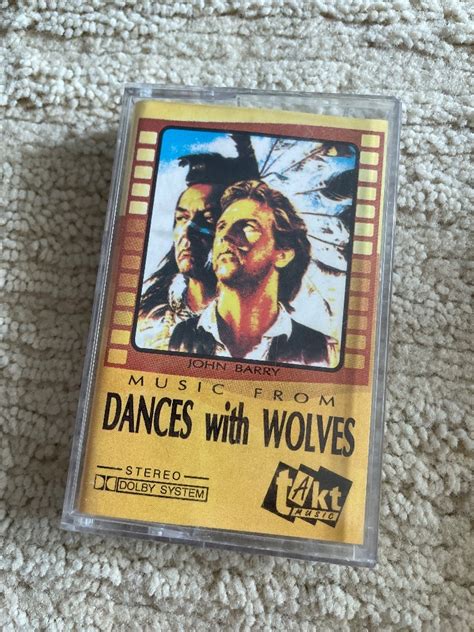 JOHN BARRY
MUSIC FROM
DANCES with WOLVES
STEREO
DOLBY SYSTEM
tAkt
MUSIC